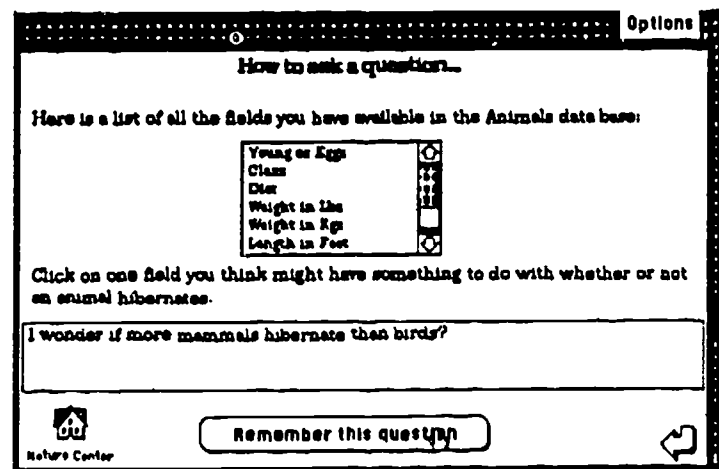 Options
How to ask a question...
Here is a list of all the fields you have available in the Animals data base:
Young or Eggs
Class
Diet
Weight in Lbs
Weight in Kgs
Length in Feet
Click on one field you think might have something to do with whether or not
an animal hibernates.
I wonder if more mammals hibernate than birds?
Remember this question
Nature Center